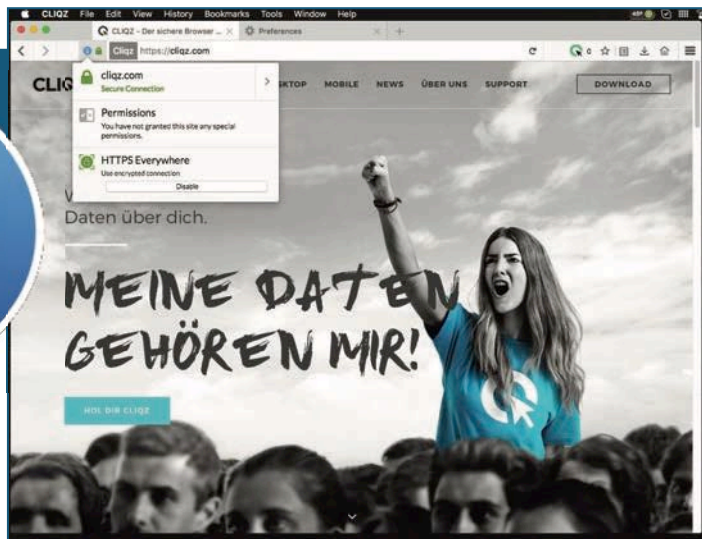 CLIQZ File Edit View History Bookmarks Tools Window Help
CLIQZ - Der sichere Browser ... Preferences
Cliqz https://cliqz.com
cliqz.com
Secure Connection
Permissions
You have not granted this site any special
permissions.
HTTPS Everywhere
Use encrypted connection
Disable
MOBILE NEWS ÜBER UNS SUPPORT DOWNLOAD
Daten über dich.
MEINE DATEN
GEHÖREN MIR!
HOL DIR CLIQZ